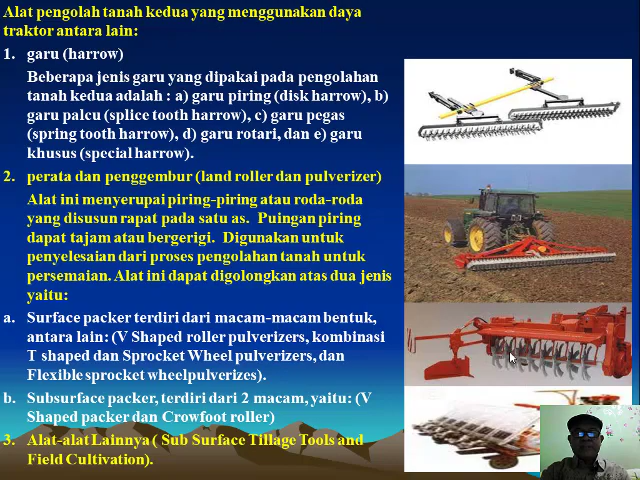 Alat pengolah tanah kedua yang menggunakan daya
traktor antara lain:
1. garu (harrow)
Beberapa jenis garu yang dipakai pada pengolahan
tanah kedua adalah : a) garu piring (disk harrow), b)
garu palcu (splice tooth harrow), c) garu pegas
(spring tooth harrow), d) garu rotari, dan e) garu
khusus (special harrow).
2. perata dan penggembur (land roller dan pulverizer)
Alat ini menyerupai piring-piring atau roda-roda
yang disusun rapat pada satu as. Puingan piring
dapat tajam atau bergerigi. Digunakan untuk
penyelesaian dari proses pengolahan tanah untuk
persemaian. Alat ini dapat digolongkan atas dua jenis
yaitu:
a. Surface packer terdiri dari macam-macam bentuk,
antara lain: (V Shaped roller pulverizers, kombinasi
T shaped dan Sprocket Wheel pulverizers, dan
Flexible sprocket wheelpulverizes).
b. Subsurface packer, terdiri dari 2 macam, yaitu: (V
Shaped packer dan Crowfoot roller)
3. Alat-alat Lainnya ( Sub Surface Tillage Tools and
Field Cultivation).